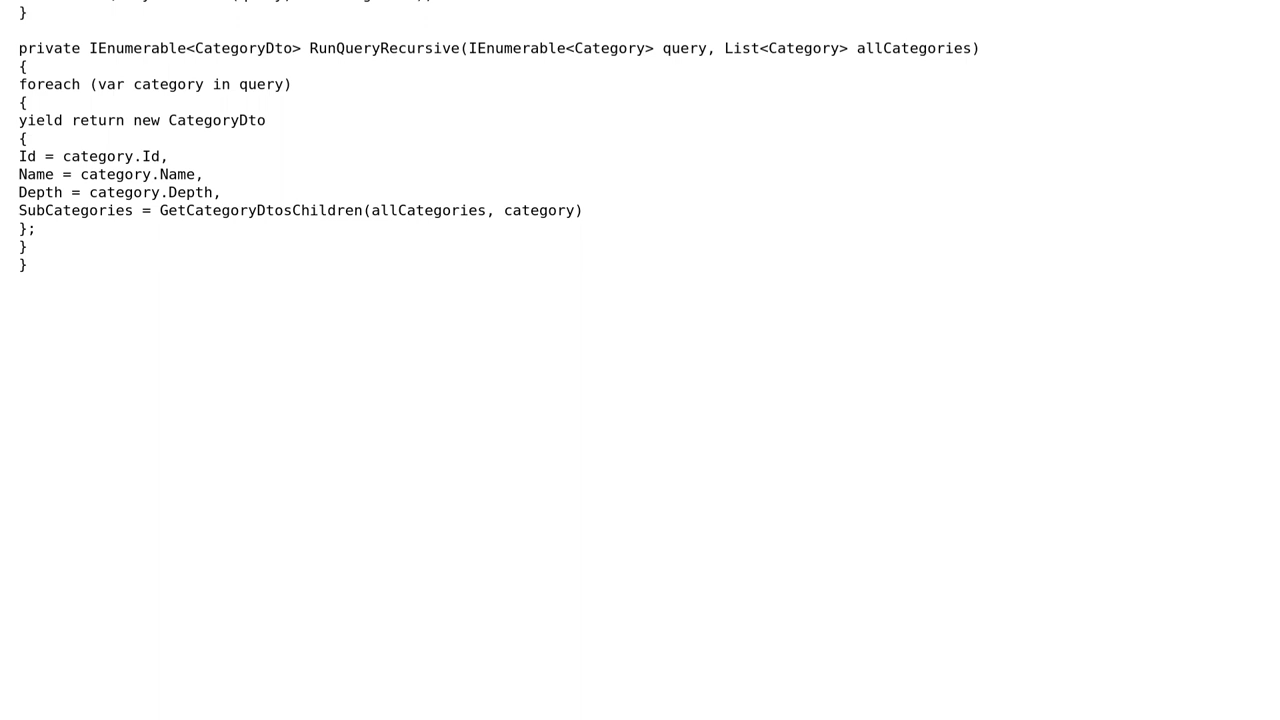 }

private IEnumerable<CategoryDto> RunQueryRecursive(IEnumerable<Category> query, List<Category> allCategories)
{
foreach (var category in query)
{
yield return new CategoryDto
{
Id = category.Id,
Name = category.Name,
Depth = category.Depth,
SubCategories = GetCategoryDtosChildren(allCategories, category)
};
}
}